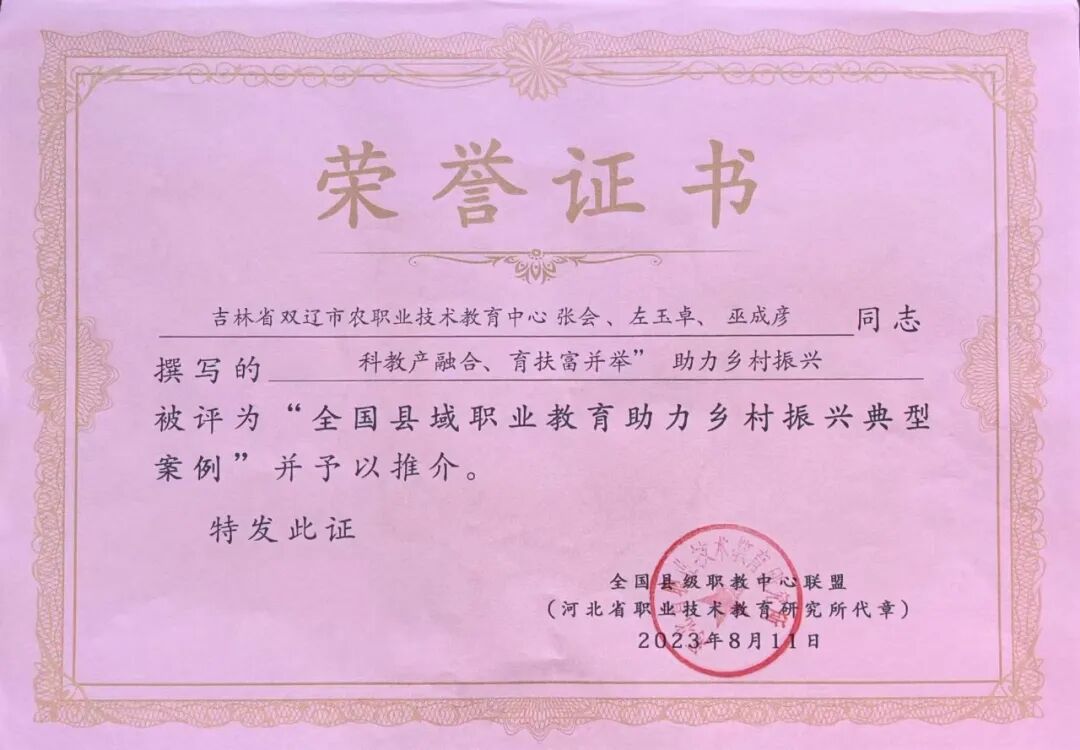 荣誉证书
吉林省双辽市农职业技术教育中心 张会、左玉卓、巫成彦 同志
撰写的 科教产融合、育扶富并举” 助力乡村振兴
被评为“全国县域职业教育助力乡村振兴典型
案例”并予以推介。
特发此证
全国县级职教中心联盟
（河北省职业技术教育研究所代章）
2023年8月11日